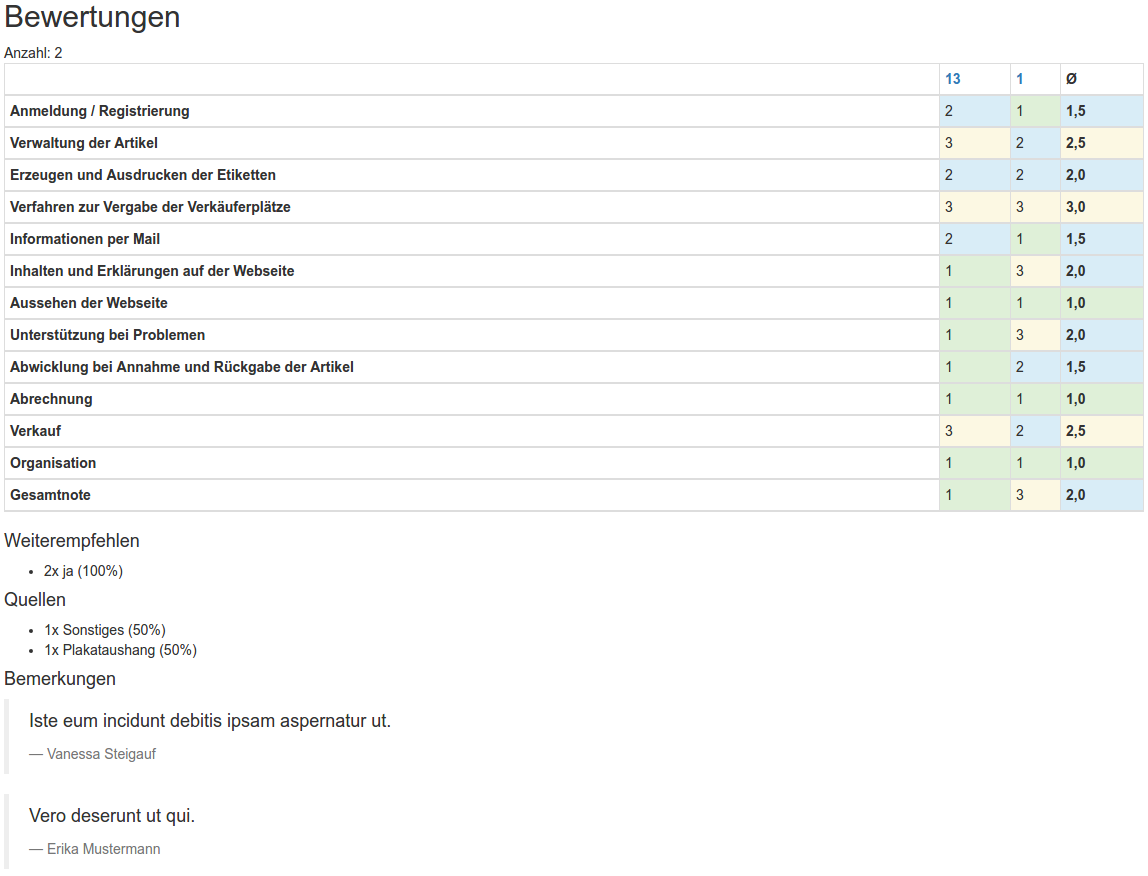 Bewertungen
Anzahl: 2
13 1 Ø
Anmeldung / Registrierung 2 1 1,5
Verwaltung der Artikel 3 2 2,5
Erzeugen und Ausdrucken der Etiketten 2 2 2,0
Verfahren zur Vergabe der Verkäuferplätze 3 3 3,0
Informationen per Mail 2 1 1,5
Inhalten und Erklärungen auf der Webseite 1 3 2,0
Aussehen der Webseite 1 1 1,0
Unterstützung bei Problemen 1 3 2,0
Abwicklung bei Annahme und Rückgabe der Artikel 1 2 1,5
Abrechnung 1 1 1,0
Verkauf 3 2 2,5
Organisation 1 1 1,0
Gesamtnote 1 3 2,0
Weiterempfehlen
• 2x ja (100%)
Quellen
• 1x Sonstiges (50%)
• 1x Plakataushang (50%)
Bemerkungen
Iste eum incidunt debitis ipsam aspernatur ut.
— Vanessa Steigauf
Vero deserunt ut qui.
— Erika Mustermann